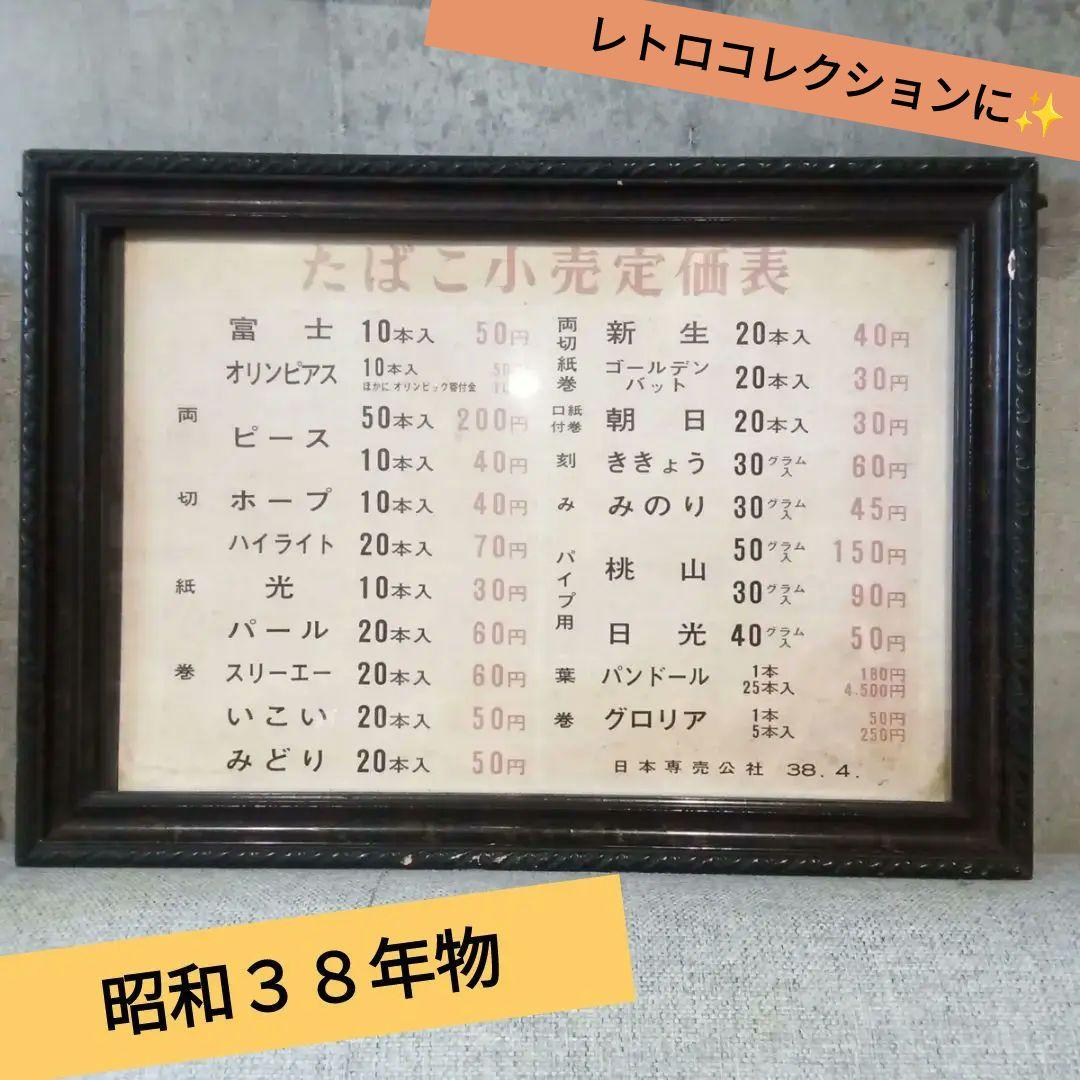 レトロコレクションに✨
たばこ小売定価表
両切紙巻
富士 10本入 50円
オリンピアス 10本入
ほかに オリンピック寄付金
ピース 50本入 200円
10本入 40円
ホープ 10本入 40円
ハイライト 20本入 70円
光 10本入 30円
パール 20本入 60円
スリーエー 20本入 60円
いこい 20本入 50円
みどり 20本入 50円
両切紙巻 新生 20本入 40円
ゴールデンバット 20本入 30円
口付紙巻 朝日 20本入 30円
刻み ききょう 30グラム入 60円
みのり 30グラム入 45円
パイプ用 桃山 50グラム入 150円
30グラム入 90円
日光 40グラム入 50円
葉巻 パンドール 1本 180円
25本入 4.500円
グロリア 1本 50円
5本入 250円
日本専売公社 38.4.
昭和38年物